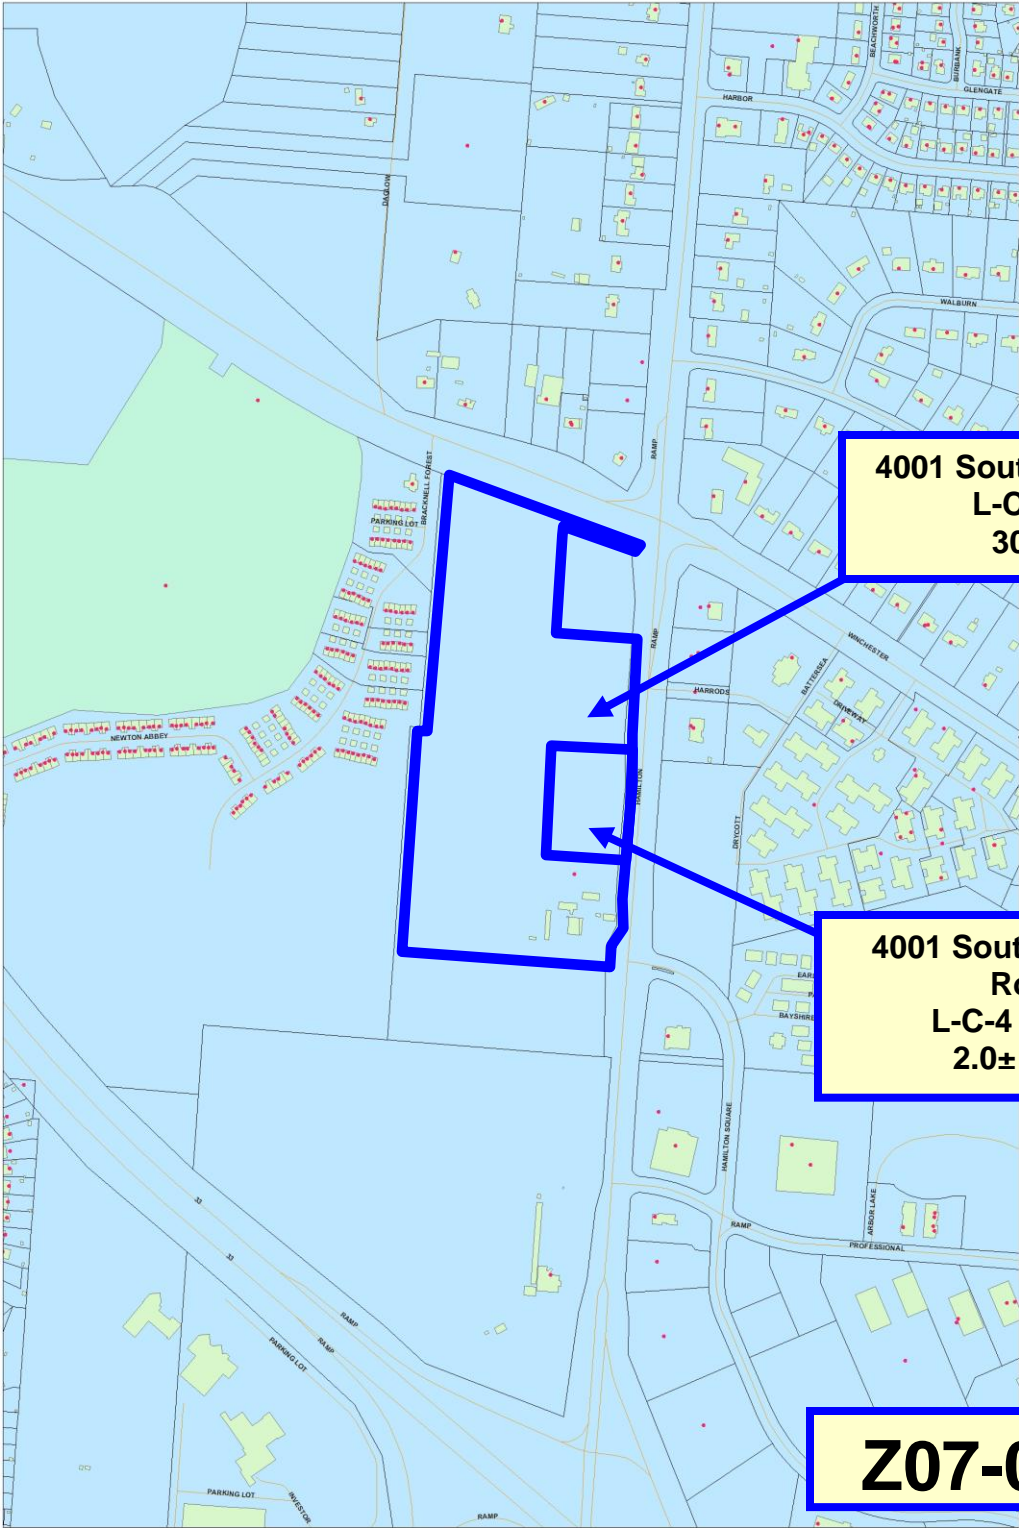 BEACHWORTH
BURBANK
GLENGATE
HARBOR
DAGLOW
WALBURN
RAMP
BRACKNELL FOREST
PARKING LOT
4001 Sout
L-C
30
RAMP
WINCHESTER
BATTERSEA
HARRODS
DRIVEWAY
NEWTON ABBEY
HAMILTON
DRYCOTT
4001 Sout
Ro
L-C-4
2.0±
EARL
BAYSHIRE
HAMILTON SQUARE
ARBOR LAKE
33
RAMP
PROFESSIONAL
33
RAMP
RAMP
PARKING LOT
Z07-0
PARKING LOT
INVESTOR
RAMP